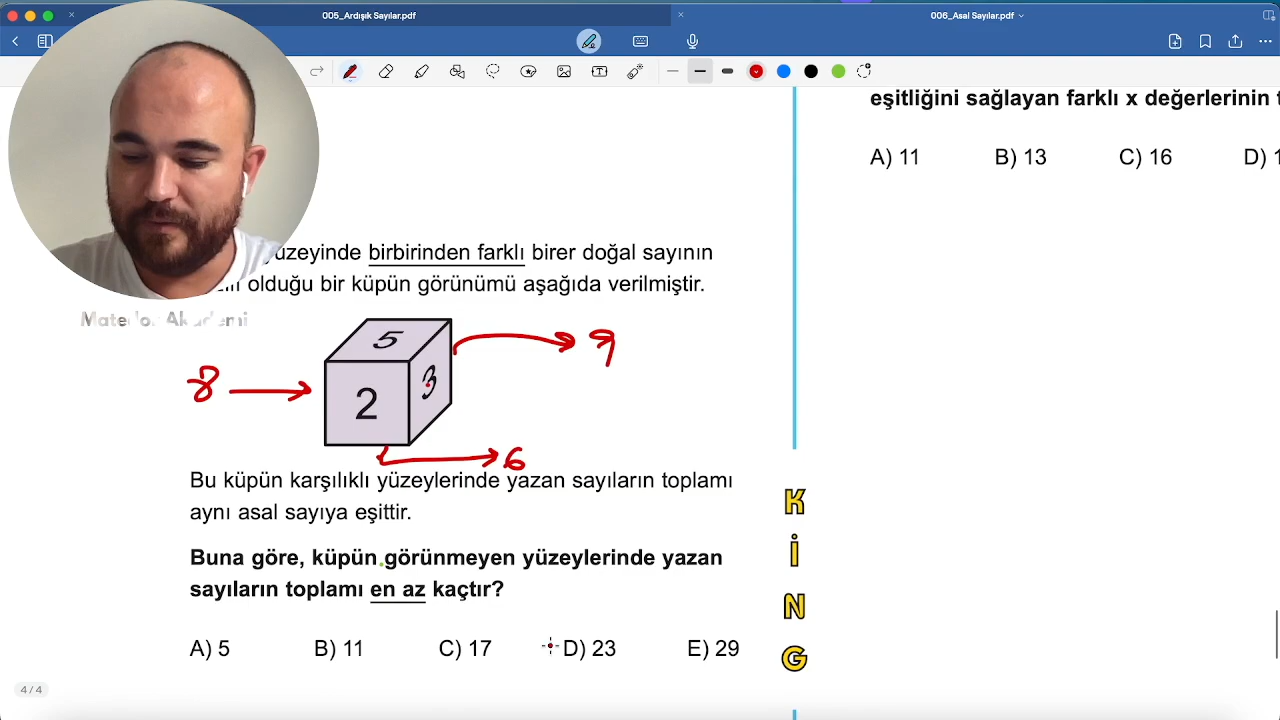 005_Ardışık Sayılar.pdf
006_Asal Sayılar.pdf
eşitliğini sağlayan farklı x değerlerinin
A) 11 B) 13 C) 16 D) 1
yüzeyinde birbirinden farklı birer doğal sayının
olduğu bir küpün görünümü aşağıda verilmiştir.
Akademi
5
9
8
2
3
6
Bu küpün karşılıklı yüzeylerinde yazan sayıların toplamı
aynı asal sayıya eşittir.
Buna göre, küpün görünmeyen yüzeylerinde yazan
sayıların toplamı en az kaçtır?
A) 5 B) 11 C) 17 D) 23 E) 29
K
İ
N
G
4/4